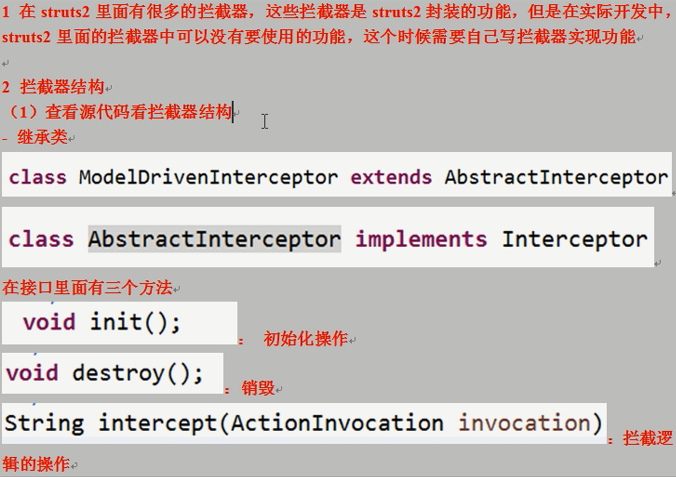 1 在 struts2 里面有很多的拦截器，这些拦截器是 struts2 封装的功能，但是在实际开发中，
struts2 里面的拦截器中可以没有要使用的功能，这个时候需要自己写拦截器实现功能
2 拦截器结构
（1）查看源代码看拦截器结构
- 继承类
class ModelDrivenInterceptor extends AbstractInterceptor
class AbstractInterceptor implements Interceptor
在接口里面有三个方法
void init(); ： 初始化操作
void destroy(); ：销毁
String intercept(ActionInvocation invocation) ：拦截逻
辑的操作